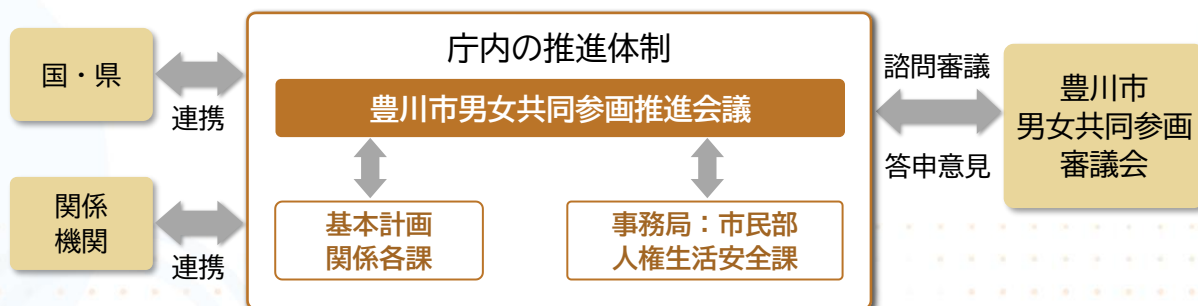 国・県
連携
関係
機関
連携
庁内の推進体制
豊川市男女共同参画推進会議
基本計画
関係各課
事務局：市民部
人権生活安全課
諮問審議
答申意見
豊川市
男女共同参画
審議会